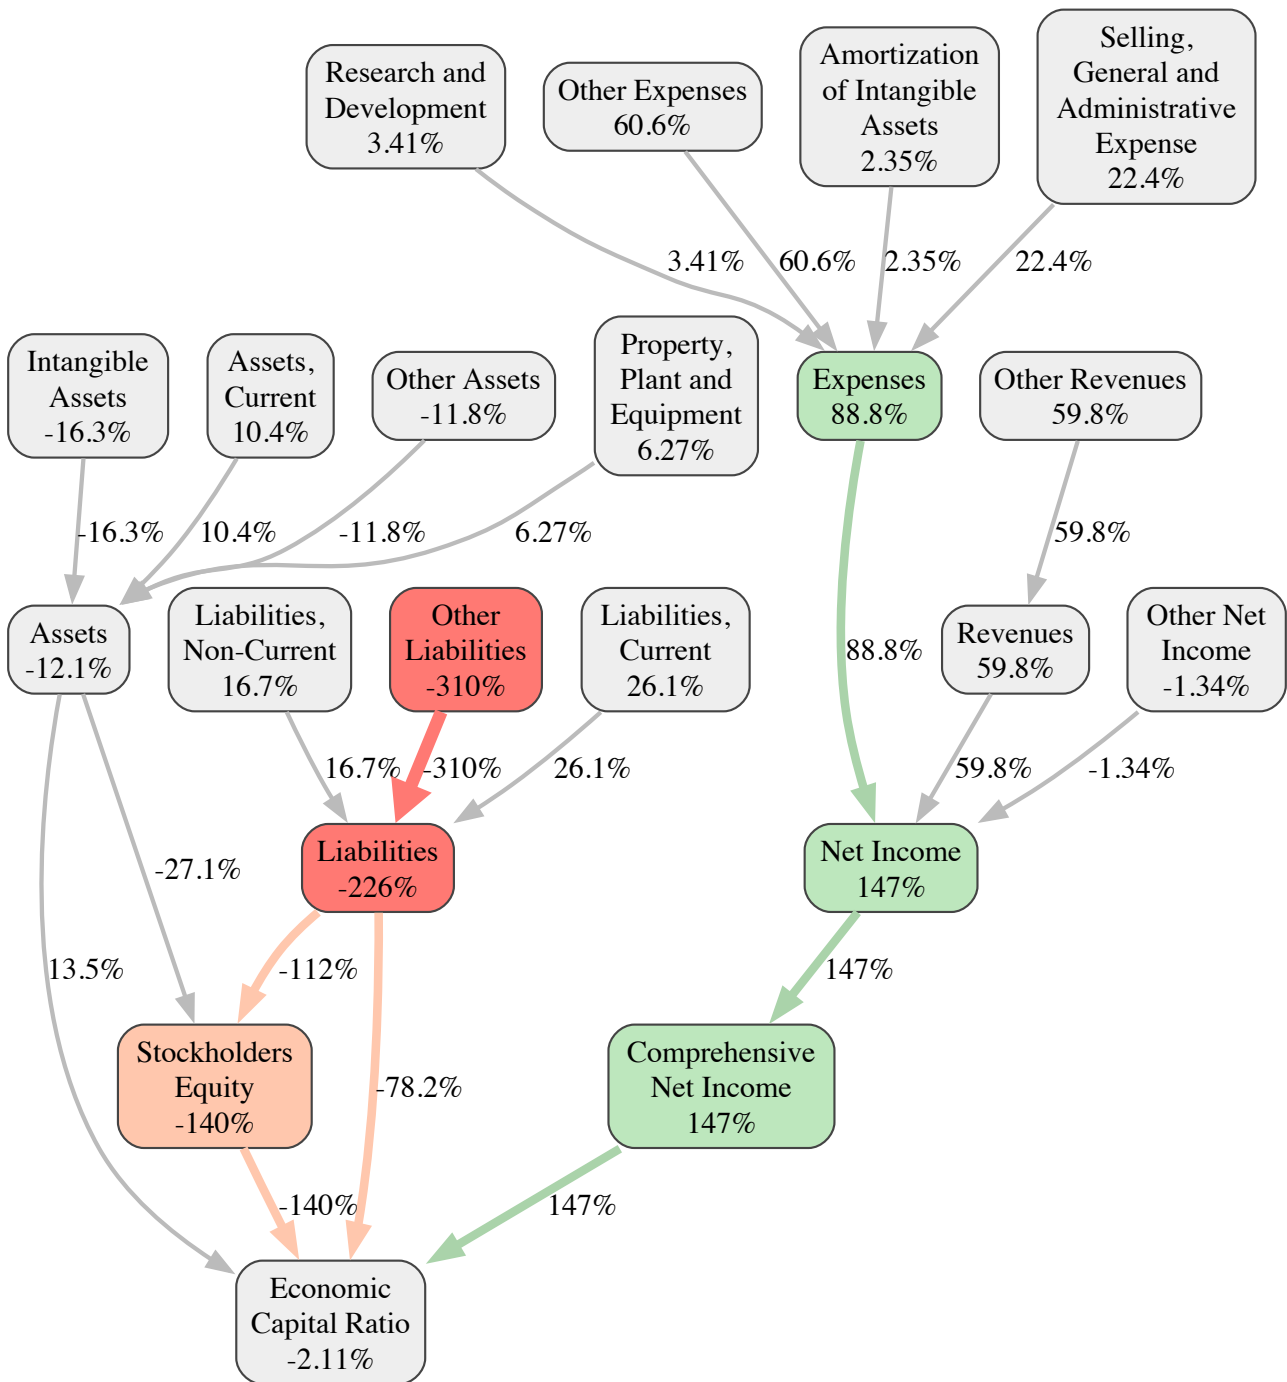 Research and
Development
3.41%
Other Expenses
60.6%
Amortization
of Intangible
Assets
2.35%
Selling,
General and
Administrative
Expense
22.4%
3.41%
60.6%
2.35%
22.4%
Intangible
Assets
-16.3%
Assets,
Current
10.4%
Other Assets
-11.8%
Property,
Plant and
Equipment
6.27%
Expenses
88.8%
Other Revenues
59.8%
-16.3%
10.4%
-11.8%
6.27%
59.8%
Assets
-12.1%
Liabilities,
Non-Current
16.7%
Other
Liabilities
-310%
Liabilities,
Current
26.1%
88.8%
Revenues
59.8%
Other Net
Income
-1.34%
16.7%
-310%
26.1%
59.8%
-1.34%
-27.1%
Liabilities
-226%
Net Income
147%
13.5%
-112%
147%
Stockholders
Equity
-140%
-78.2%
Comprehensive
Net Income
147%
-140%
147%
Economic
Capital Ratio
-2.11%